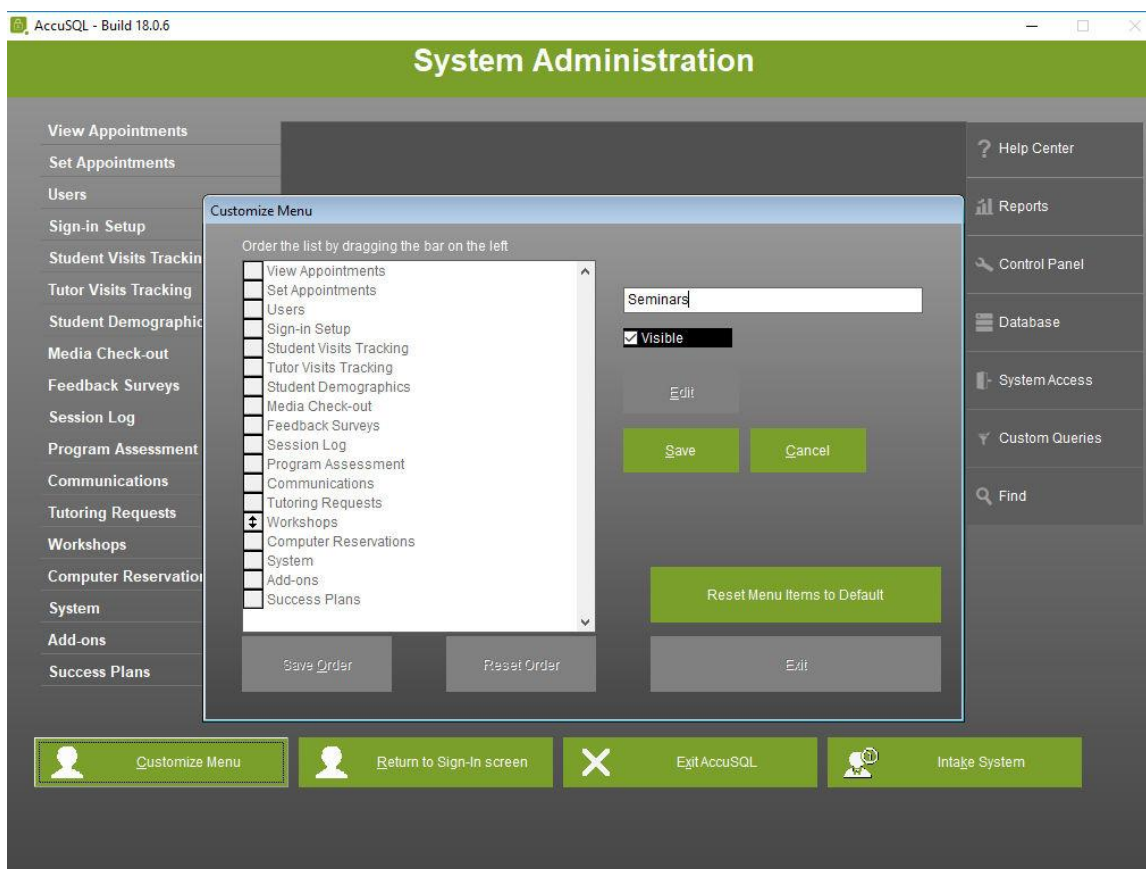 AccuSQL - Build 18.0.6
System Administration
View Appointments
Set Appointments
Users
Sign-in Setup
Student Visits Trackin
Tutor Visits Tracking
Student Demographic
Media Check-out
Feedback Surveys
Session Log
Program Assessment
Communications
Tutoring Requests
Workshops
Computer Reservation
System
Add-ons
Success Plans
Customize Menu
Order the list by dragging the bar on the left
View Appointments
Set Appointments
Users
Sign-in Setup
Student Visits Tracking
Tutor Visits Tracking
Student Demographics
Media Check-out
Feedback Surveys
Session Log
Program Assessment
Communications
Tutoring Requests
Workshops
Computer Reservations
System
Add-ons
Success Plans
Seminars
Visible
Edit
Save
Cancel
Reset Menu Items to Default
Save Order
Reset Order
Exit
Help Center
Reports
Control Panel
Database
System Access
Custom Queries
Find
Customize Menu
Return to Sign-In screen
Exit AccuSQL
Intake System